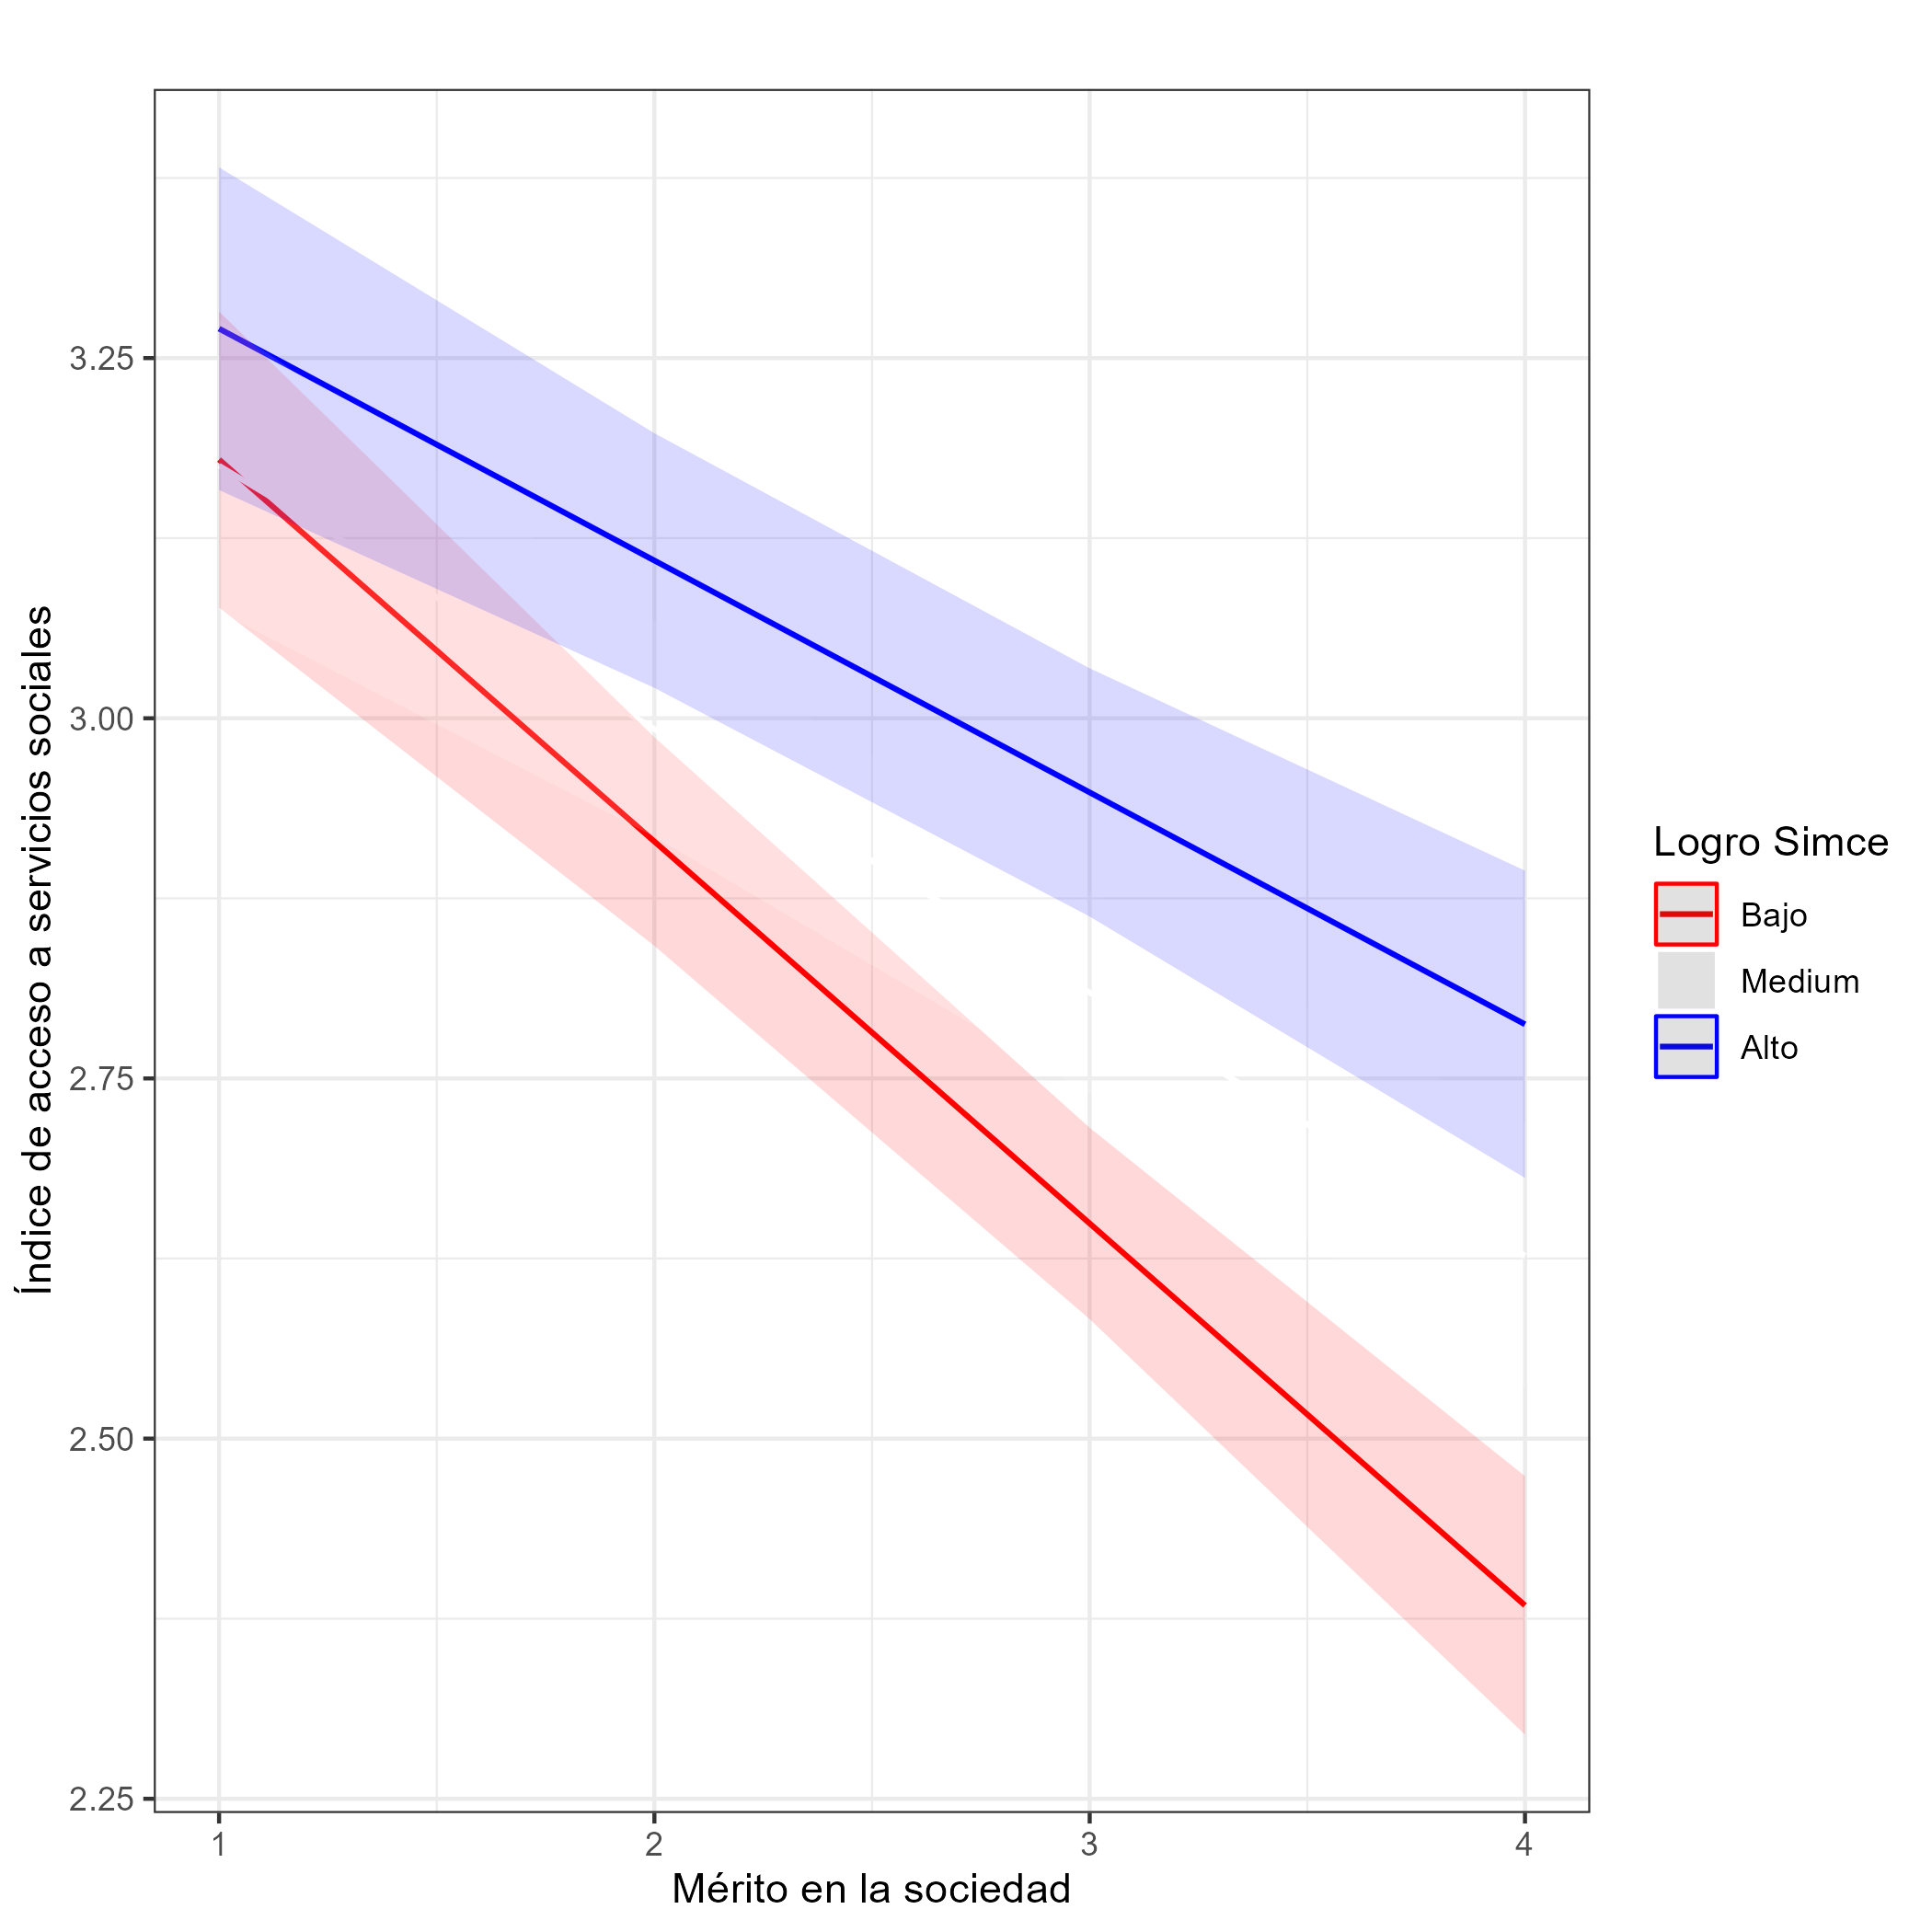 Índice de acceso a servicios sociales
3.25
3.00
2.75
2.50
2.25
1 2 3 4
Mérito en la sociedad
Logro Simce
Bajo
Medium
Alto